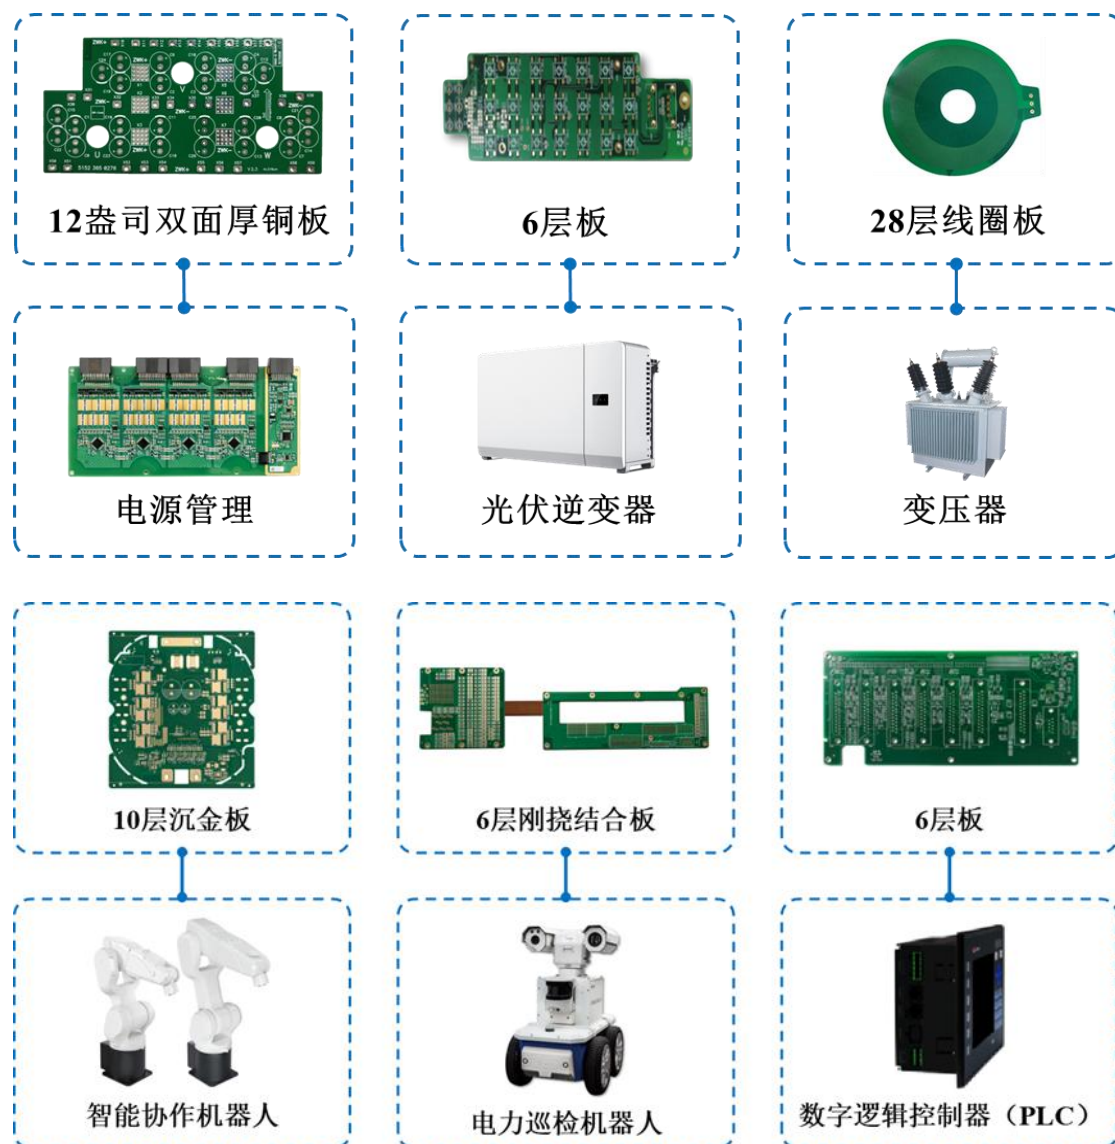 12盎司双面厚铜板
6层板
28层线圈板
电源管理
光伏逆变器
变压器
10层沉金板
6层刚挠结合板
6层板
智能协作机器人
电力巡检机器人
数字逻辑控制器（PLC）